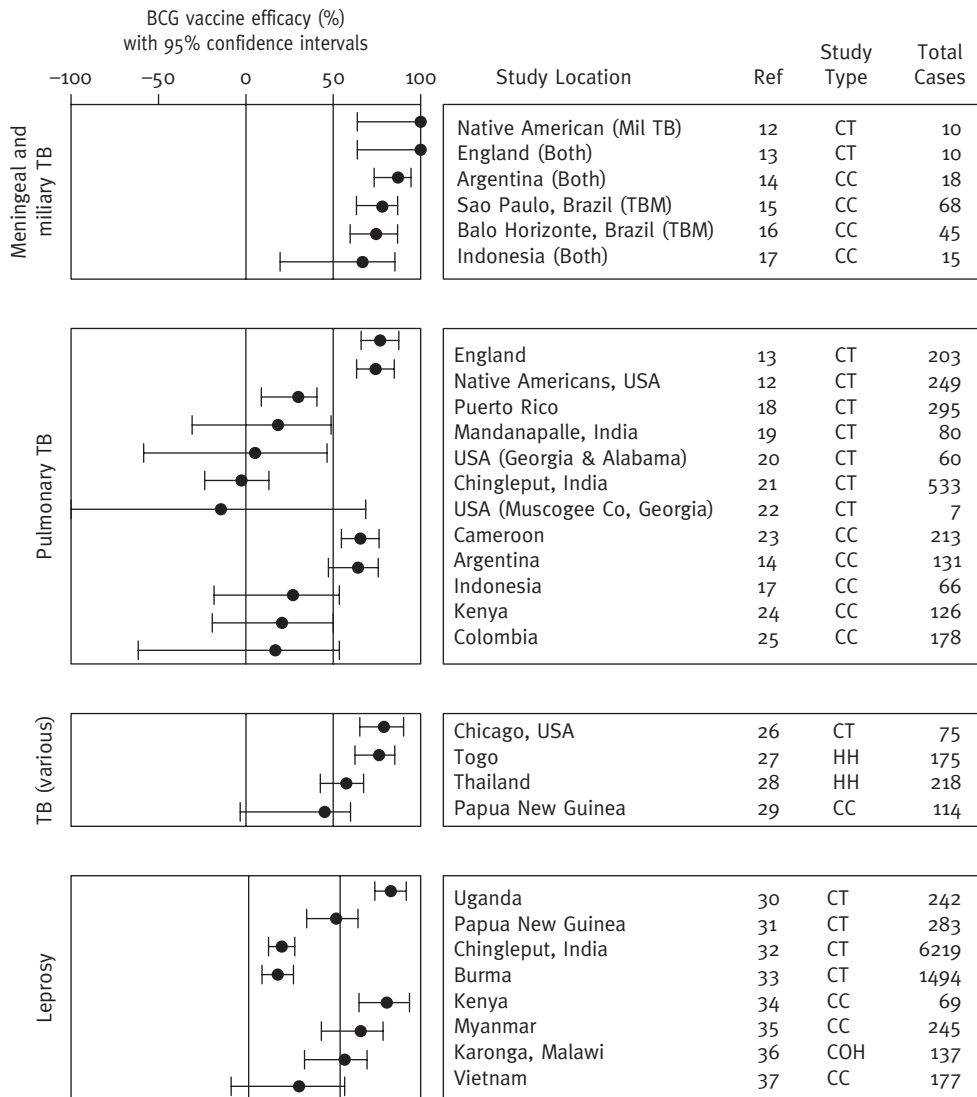 BCG vaccine efficacy (%)
with 95% confidence intervals
−100 −50 0 50 100
Study Location Ref Study Type Total Cases
Meningeal and
miliary TB
Native American (Mil TB) 12 CT 10
England (Both) 13 CT 10
Argentina (Both) 14 CC 18
Sao Paulo, Brazil (TBM) 15 CC 68
Balo Horizonte, Brazil (TBM) 16 CC 45
Indonesia (Both) 17 CC 15
Pulmonary TB
England 13 CT 203
Native Americans, USA 12 CT 249
Puerto Rico 18 CT 295
Mandanapalle, India 19 CT 80
USA (Georgia & Alabama) 20 CT 60
Chingleput, India 21 CT 533
USA (Muscogee Co, Georgia) 22 CT 7
Cameroon 23 CC 213
Argentina 14 CC 131
Indonesia 17 CC 66
Kenya 24 CC 126
Colombia 25 CC 178
TB (various)
Chicago, USA 26 CT 75
Togo 27 HH 175
Thailand 28 HH 218
Papua New Guinea 29 CC 114
Leprosy
Uganda 30 CT 242
Papua New Guinea 31 CT 283
Chingleput, India 32 CT 6219
Burma 33 CT 1494
Kenya 34 CC 69
Myanmar 35 CC 245
Karonga, Malawi 36 COH 137
Vietnam 37 CC 177